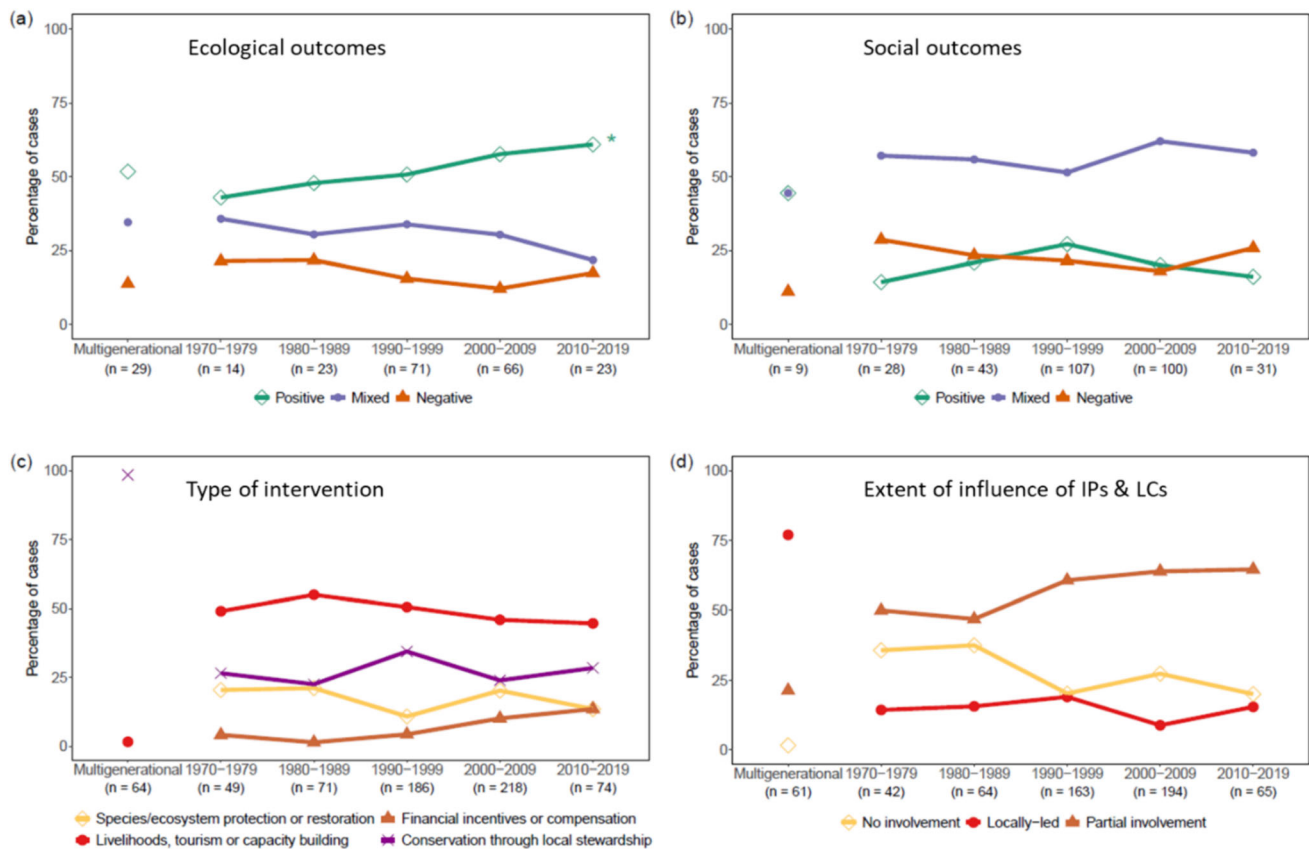 (a)
Ecological outcomes
100
75
50
25
0
Percentage of cases
*
Multigenerational 1970−1979 1980−1989 1990−1999 2000−2009 2010−2019
(n = 29) (n = 14) (n = 23) (n = 71) (n = 66) (n = 23)
Positive Mixed Negative
(b)
Social outcomes
100
75
50
25
0
Percentage of cases
Multigenerational 1970−1979 1980−1989 1990−1999 2000−2009 2010−2019
(n = 9) (n = 28) (n = 43) (n = 107) (n = 100) (n = 31)
Positive Mixed Negative
(c)
Type of intervention
100
75
50
25
0
Percentage of cases
Multigenerational 1970−1979 1980−1989 1990−1999 2000−2009 2010−2019
(n = 64) (n = 49) (n = 71) (n = 186) (n = 218) (n = 74)
Species/ecosystem protection or restoration Financial incentives or compensation
Livelihoods, tourism or capacity building Conservation through local stewardship
(d)
Extent of influence of IPs & LCs
100
75
50
25
0
Percentage of cases
Multigenerational 1970−1979 1980−1989 1990−1999 2000−2009 2010−2019
(n = 61) (n = 42) (n = 64) (n = 163) (n = 194) (n = 65)
No involvement Locally−led Partial involvement